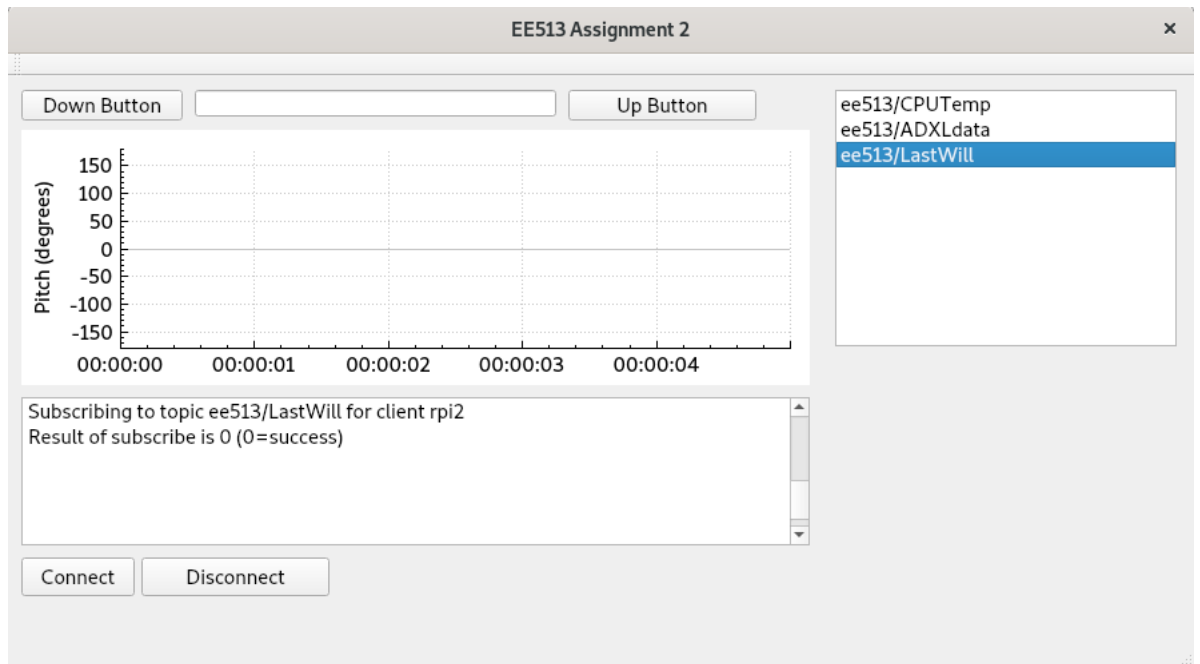 EE513 Assignment 2
Down Button
Up Button
ee513/CPUTemp
ee513/ADXLdata
ee513/LastWill
Pitch (degrees)
150
100
50
0
-50
-100
-150
00:00:00 00:00:01 00:00:02 00:00:03 00:00:04
Subscribing to topic ee513/LastWill for client rpi2
Result of subscribe is 0 (0=success)
Connect
Disconnect